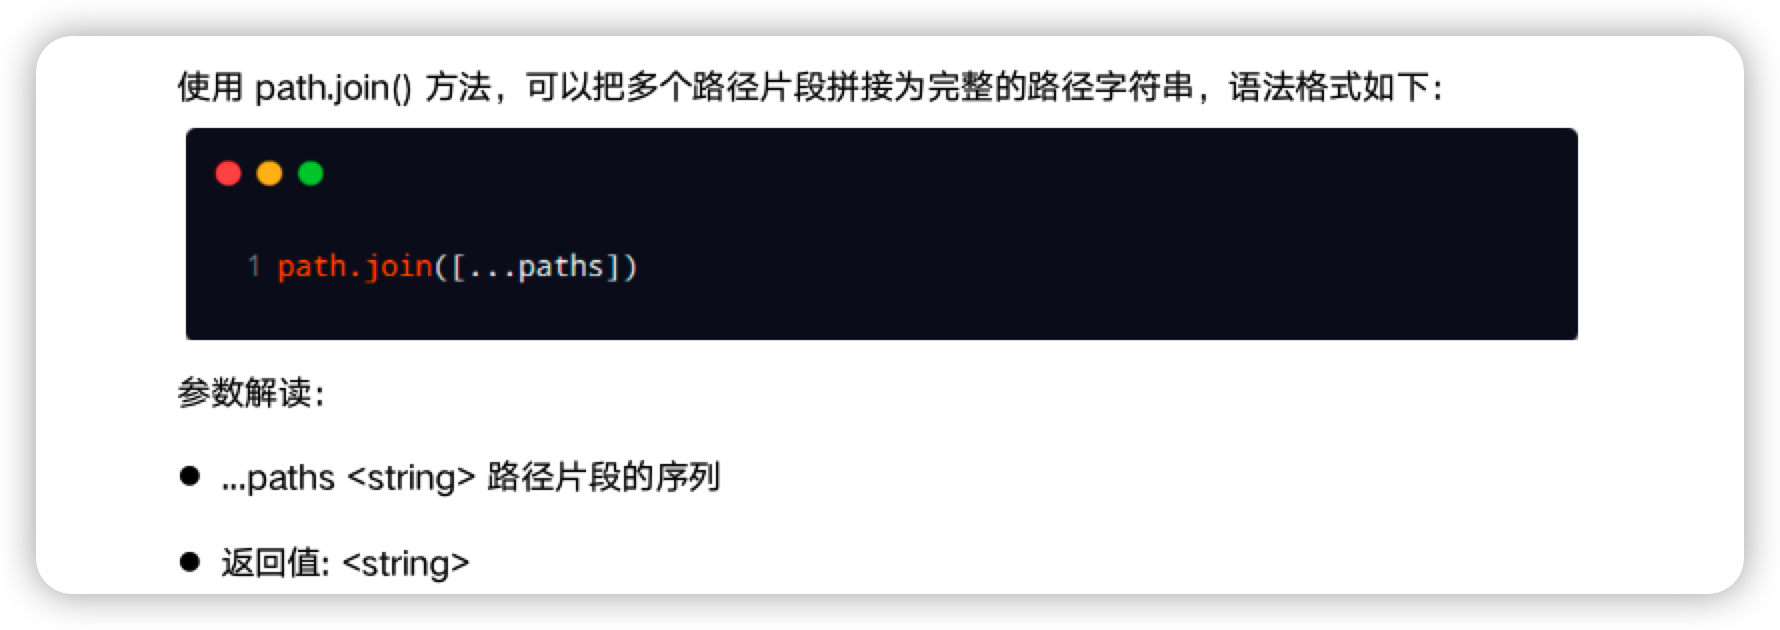 使用 path.join() 方法，可以把多个路径片段拼接为完整的路径字符串，语法格式如下：
1 path.join([...paths])
参数解读：
● ...paths <string> 路径片段的序列
● 返回值: <string>